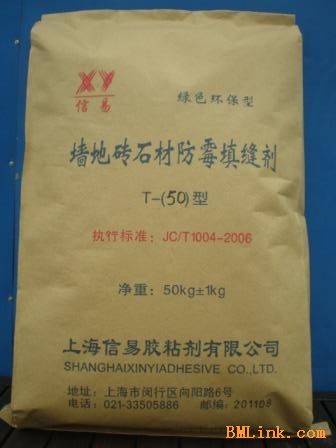 XY
信易
绿色环保型
墙地砖石材防霉填缝剂
T-(50)型
执行标准：JC/T1004-2006
净重：50kg±1kg
上海信易胶粘剂有限公司
SHANGHAIXINYIADHESIVE CO.,LTD.
地址：上海市闵行区向阳路6号
电话：021-33505886 邮编：201108
BMLink.com